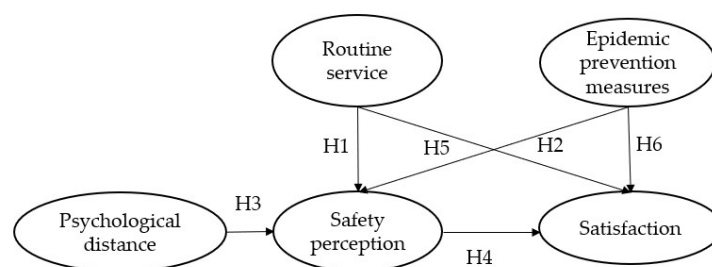 Routine
service
Epidemic
prevention
measures
H1
H5
H2
H6
Psychological
distance
H3
Safety
perception
H4
Satisfaction